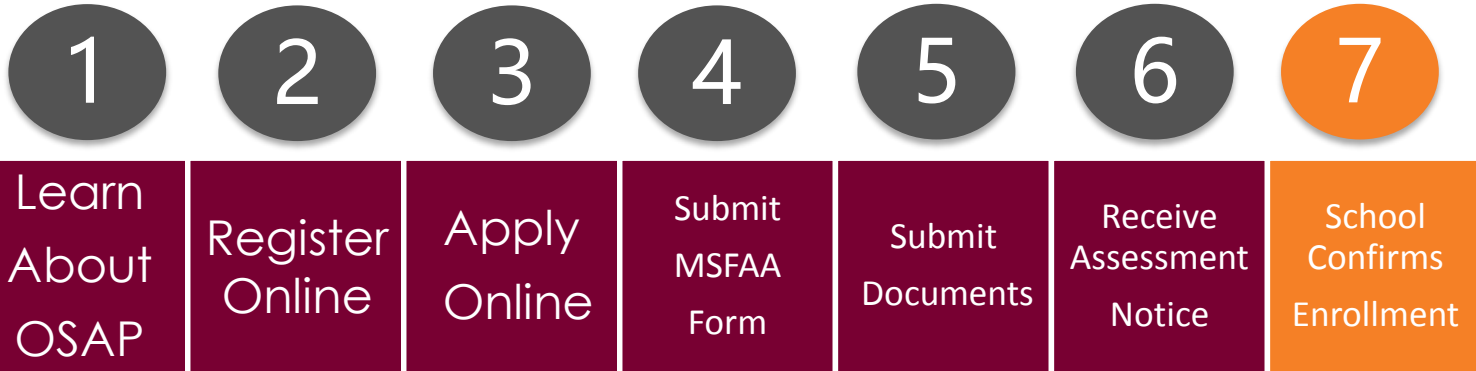 1
2
3
4
5
6
7
Learn
About
OSAP
Register
Online
Apply
Online
Submit
MSFAA
Form
Submit
Documents
Receive
Assessment
Notice
School
Confirms
Enrollment